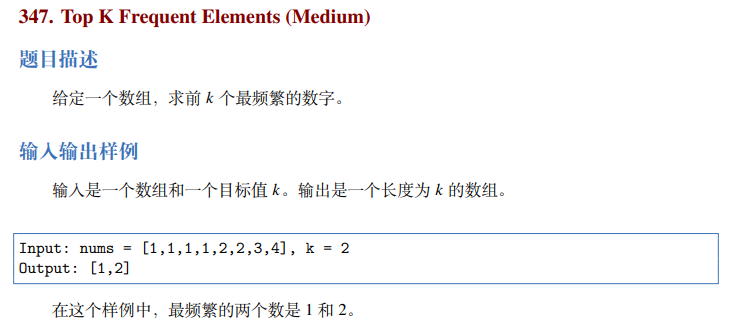 347. Top K Frequent Elements (Medium)
题目描述
给定一个数组，求前 k 个最频繁的数字。
输入输出样例
输入是一个数组和一个目标值 k。输出是一个长度为 k 的数组。
Input: nums = [1,1,1,1,2,2,3,4], k = 2
Output: [1,2]
在这个样例中，最频繁的两个数是 1 和 2。